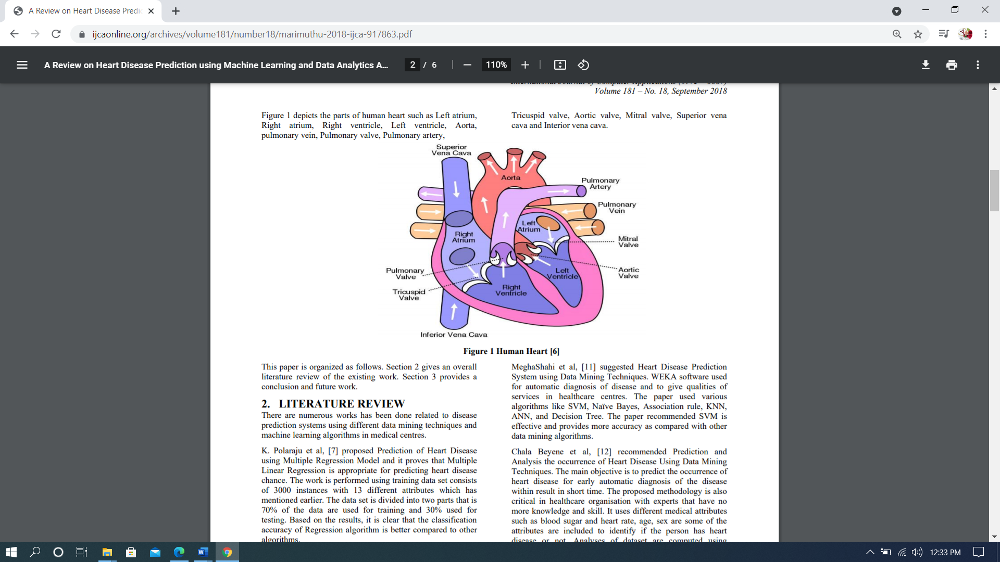 A Review on Heart Disease Predic
ijcaonline.org/archives/volume181/number18/marimuthu-2018-ijca-917863.pdf
A Review on Heart Disease Prediction using Machine Learning and Data Analytics A...
2 / 6
110%
Volume 181 – No. 18, September 2018
Figure 1 depicts the parts of human heart such as Left atrium,
Right atrium, Right ventricle, Left ventricle, Aorta,
pulmonary vein, Pulmonary valve, Pulmonary artery,
Tricuspid valve, Aortic valve, Mitral valve, Superior vena
cava and Interior vena cava.
Superior
Vena Cava
Aorta
Pulmonary
Artery
Pulmonary
Vein
Left
Atrium
Right
Atrium
Mitral
Valve
Pulmonary
Valve
Left
Ventricle
Aortic
Valve
Tricuspid
Valve
Right
Ventricle
Inferior Vena Cava
Figure 1 Human Heart [6]
This paper is organized as follows. Section 2 gives an overall
literature review of the existing work. Section 3 provides a
conclusion and future work.
2. LITERATURE REVIEW
There are numerous works has been done related to disease
prediction systems using different data mining techniques and
machine learning algorithms in medical centres.
K. Polaraju et al, [7] proposed Prediction of Heart Disease
using Multiple Regression Model and it proves that Multiple
Linear Regression is appropriate for predicting heart disease
chance. The work is performed using training data set consists
of 3000 instances with 13 different attributes which has
mentioned earlier. The data set is divided into two parts that is
70% of the data are used for training and 30% used for
testing. Based on the results, it is clear that the classification
accuracy of Regression algorithm is better compared to other
algorithms.
MeghaShahi et al, [11] suggested Heart Disease Prediction
System using Data Mining Techniques. WEKA software used
for automatic diagnosis of disease and to give qualities of
services in healthcare centres. The paper used various
algorithms like SVM, Naïve Bayes, Association rule, KNN,
ANN, and Decision Tree. The paper recommended SVM is
effective and provides more accuracy as compared with other
data mining algorithms.
Chala Beyene et al, [12] recommended Prediction and
Analysis the occurrence of Heart Disease Using Data Mining
Techniques. The main objective is to predict the occurrence of
heart disease for early automatic diagnosis of the disease
within result in short time. The proposed methodology is also
critical in healthcare organisation with experts that have no
more knowledge and skill. It uses different medical attributes
such as blood sugar and heart rate, age, sex are some of the
attributes are included to identify if the person has heart
disease or not. Analyses of dataset are computed using
12:33 PM